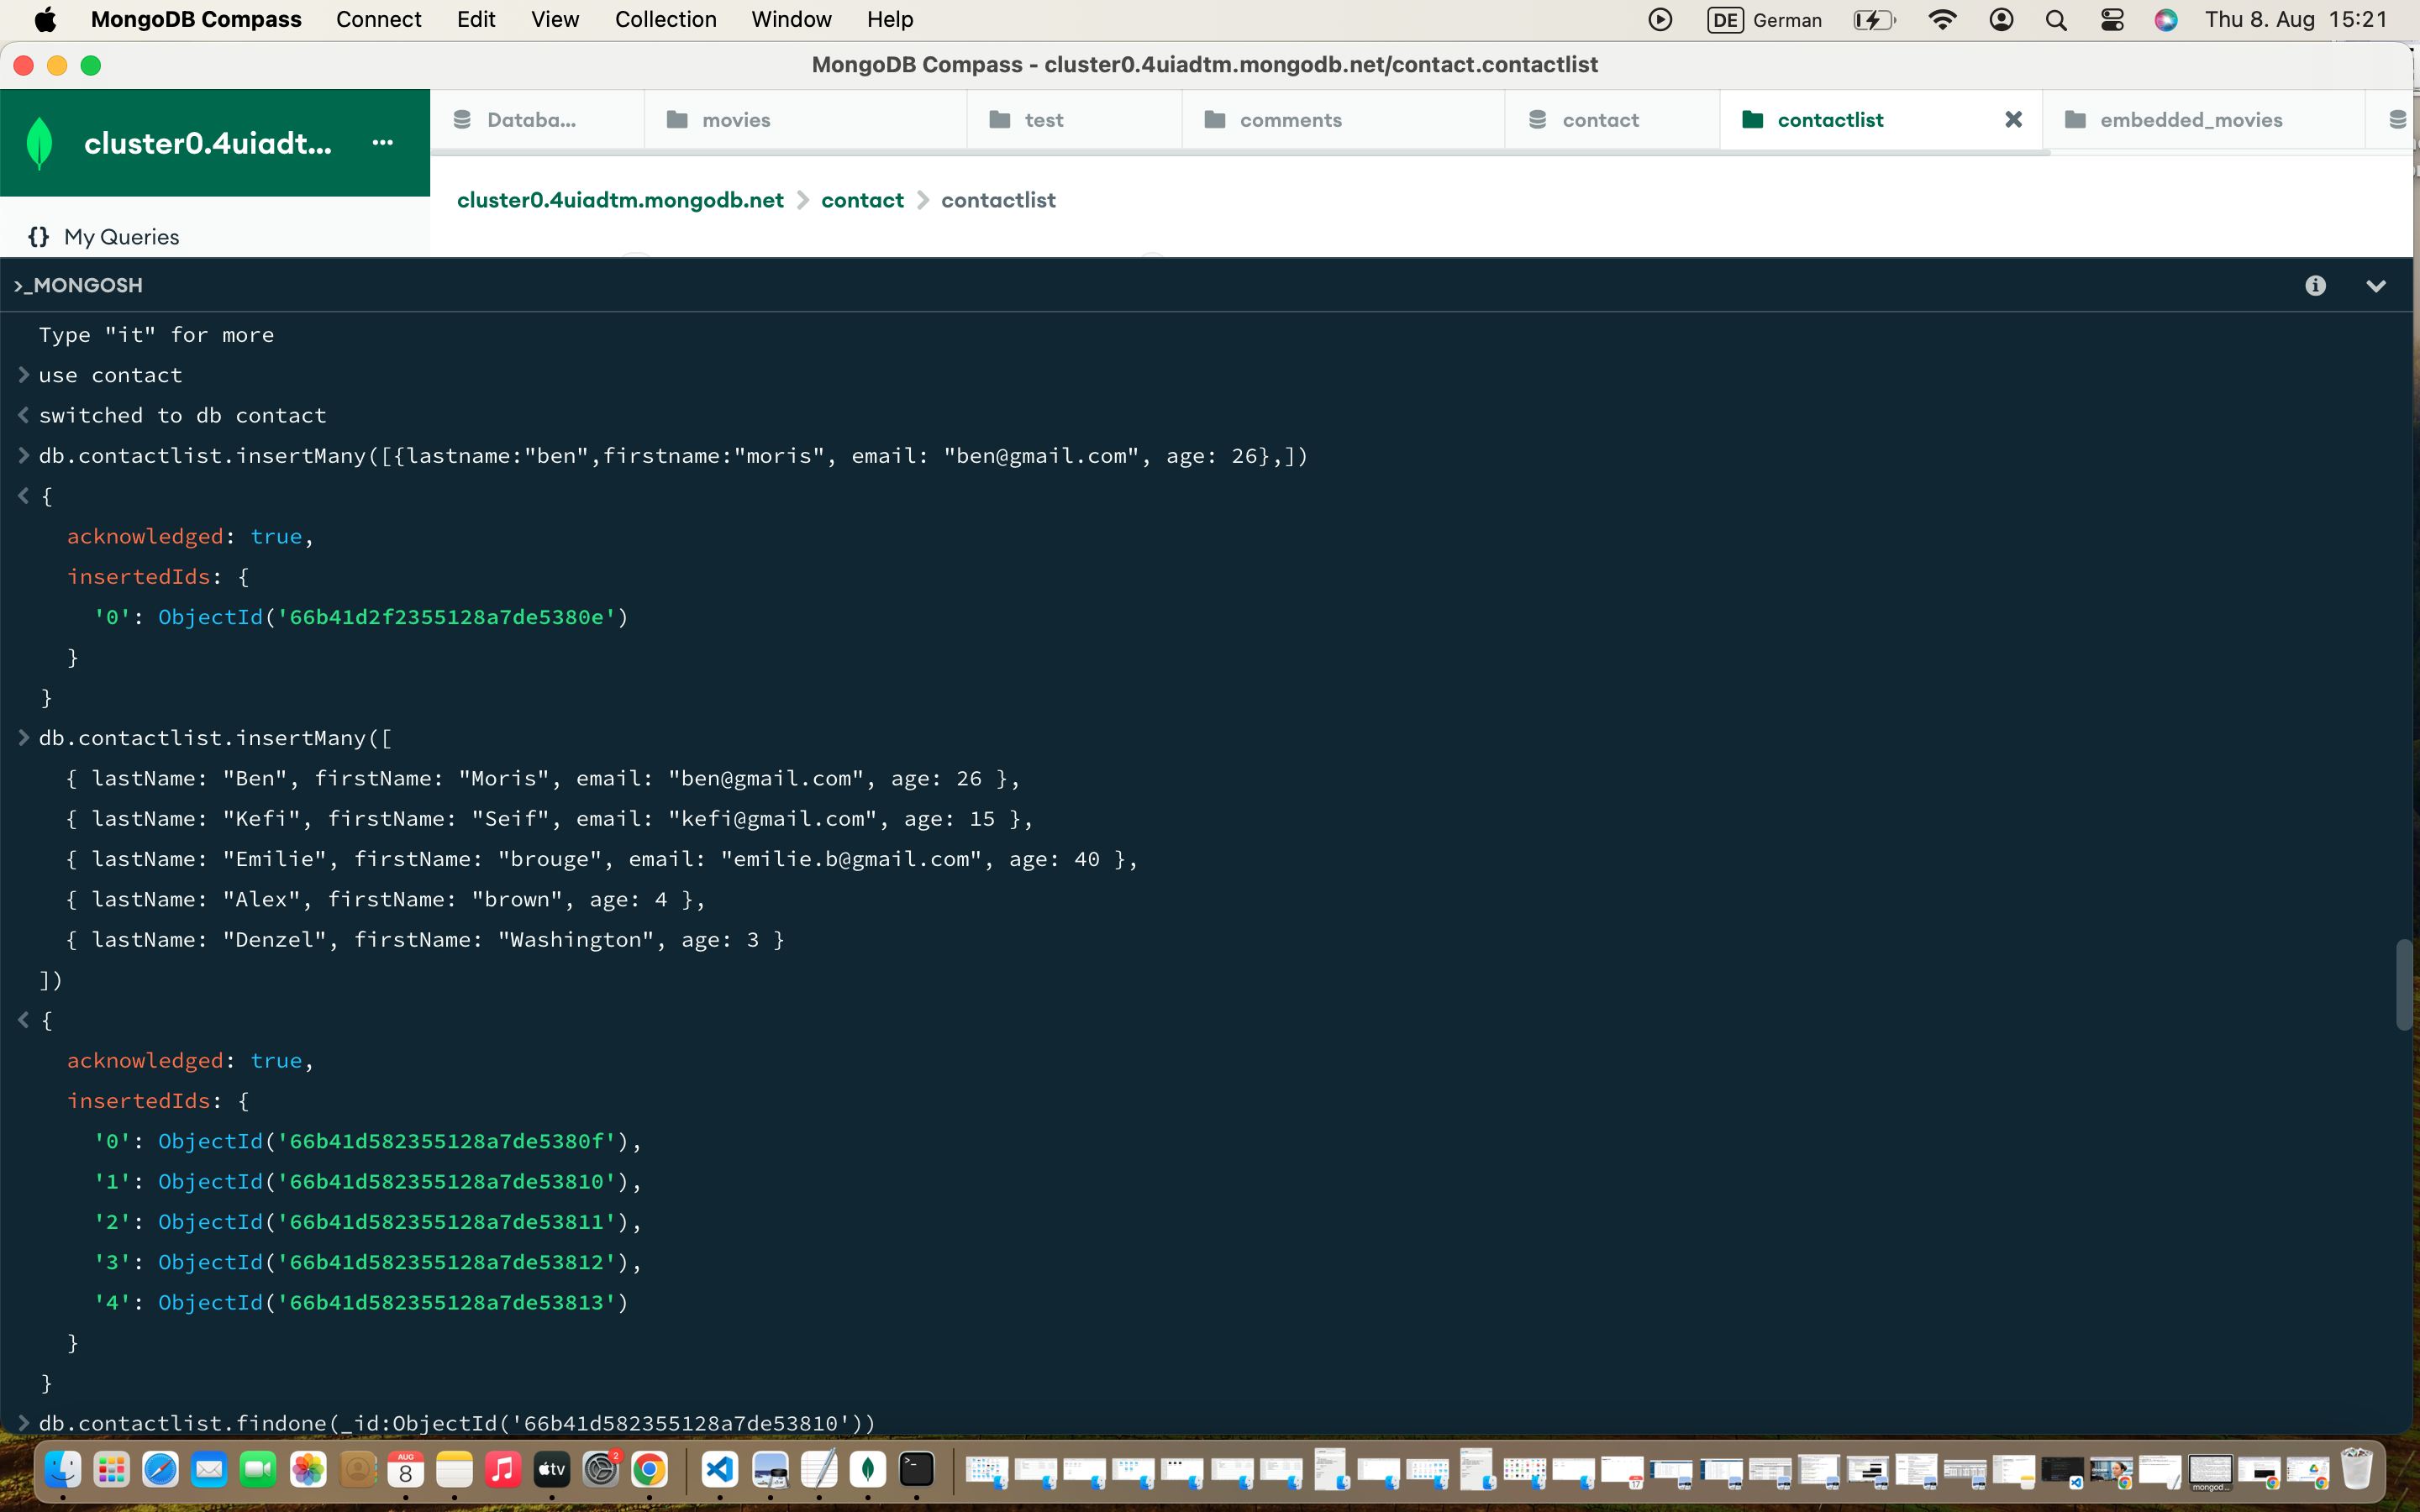 MongoDB Compass Connect Edit View Collection Window Help DE German Thu 8. Aug 15:21
MongoDB Compass - cluster0.4uiadtm.mongodb.net/contact.contactlist
cluster0.4uiadt... ...
Databa... movies test comments contact contactlist embedded_movies
cluster0.4uiadtm.mongodb.net > contact > contactlist
{} My Queries
>_MONGOSH
Type "it" for more
> use contact
< switched to db contact
> db.contactlist.insertMany([{lastname:"ben",firstname:"moris", email: "ben@gmail.com", age: 26},])
< {
acknowledged: true,
insertedIds: {
'0': ObjectId('66b41d2f2355128a7de5380e')
}
}
> db.contactlist.insertMany([
{ lastName: "Ben", firstName: "Moris", email: "ben@gmail.com", age: 26 },
{ lastName: "Kefi", firstName: "Seif", email: "kefi@gmail.com", age: 15 },
{ lastName: "Emilie", firstName: "brouge", email: "emilie.b@gmail.com", age: 40 },
{ lastName: "Alex", firstName: "brown", age: 4 },
{ lastName: "Denzel", firstName: "Washington", age: 3 }
])
< {
acknowledged: true,
insertedIds: {
'0': ObjectId('66b41d582355128a7de5380f'),
'1': ObjectId('66b41d582355128a7de53810'),
'2': ObjectId('66b41d582355128a7de53811'),
'3': ObjectId('66b41d582355128a7de53812'),
'4': ObjectId('66b41d582355128a7de53813')
}
}
> db.contactlist.findone(_id:ObjectId('66b41d582355128a7de53810'))
AUG
8
tv
2
17
mongod...